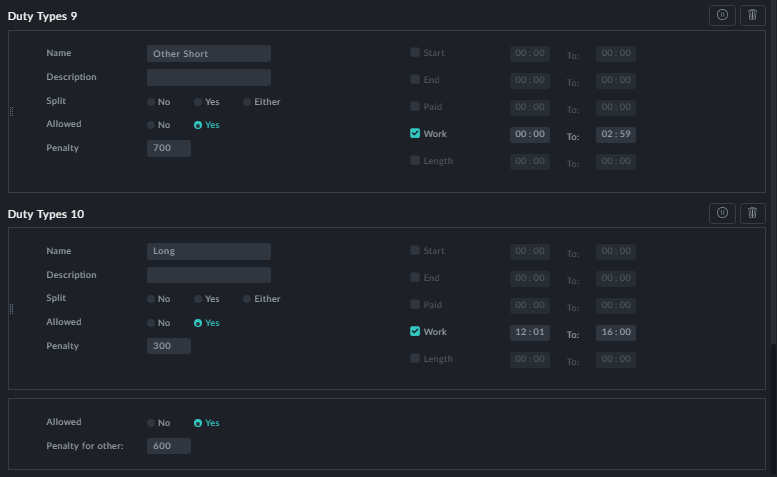 Duty Types 9
Name Other Short Start 00 : 00 To: 00 : 00
Description End 00 : 00 To: 00 : 00
Split No Yes Either Paid 00 : 00 To: 00 : 00
Allowed No Yes Work 00 : 00 To: 02 : 59
Penalty 700 Length 00 : 00 To: 00 : 00
Duty Types 10
Name Long Start 00 : 00 To: 00 : 00
Description End 00 : 00 To: 00 : 00
Split No Yes Either Paid 00 : 00 To: 00 : 00
Allowed No Yes Work 12 : 01 To: 16 : 00
Penalty 300 Length 00 : 00 To: 00 : 00
Allowed No Yes
Penalty for other: 600